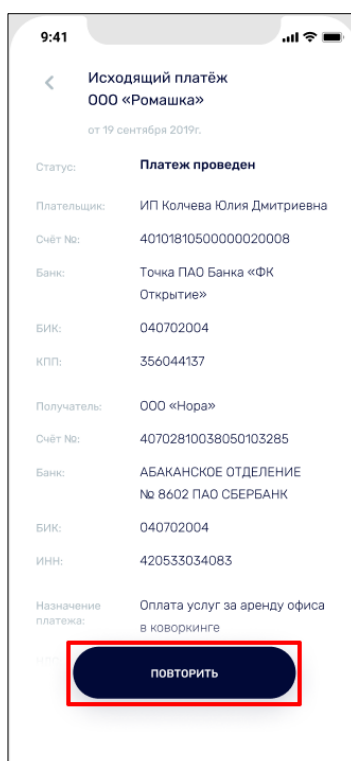 9:41
Исходящий платёж
ООО «Ромашка»
от 19 сентября 2019г.
Статус: Платеж проведен
Плательщик: ИП Колчева Юлия Дмитриевна
Счёт №: 40101810500000020008
Банк: Точка ПАО Банка «ФК
Открытие»
БИК: 040702004
КПП: 356044137
Получатель: ООО «Нора»
Счёт №: 40702810038050103285
Банк: АБАКАНСКОЕ ОТДЕЛЕНИЕ
№ 8602 ПАО СБЕРБАНК
БИК: 040702004
ИНН: 420533034083
Назначение Оплата услуг за аренду офиса
платежа: в коворкинге
ПОВТОРИТЬ